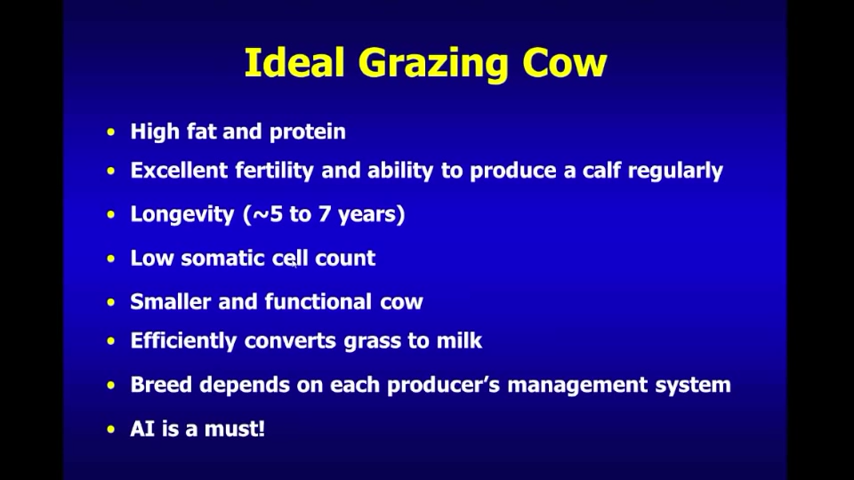 Ideal Grazing Cow
• High fat and protein
• Excellent fertility and ability to produce a calf regularly
• Longevity (~5 to 7 years)
• Low somatic cell count
• Smaller and functional cow
• Efficiently converts grass to milk
• Breed depends on each producer’s management system
• AI is a must!